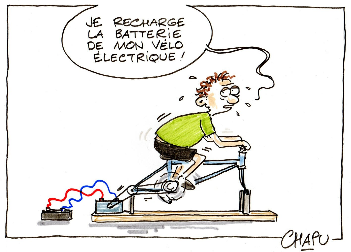 JE RECHARGE
LA BATTERIE
DE MON VÉLO
ÉLECTRIQUE!
CHAPU